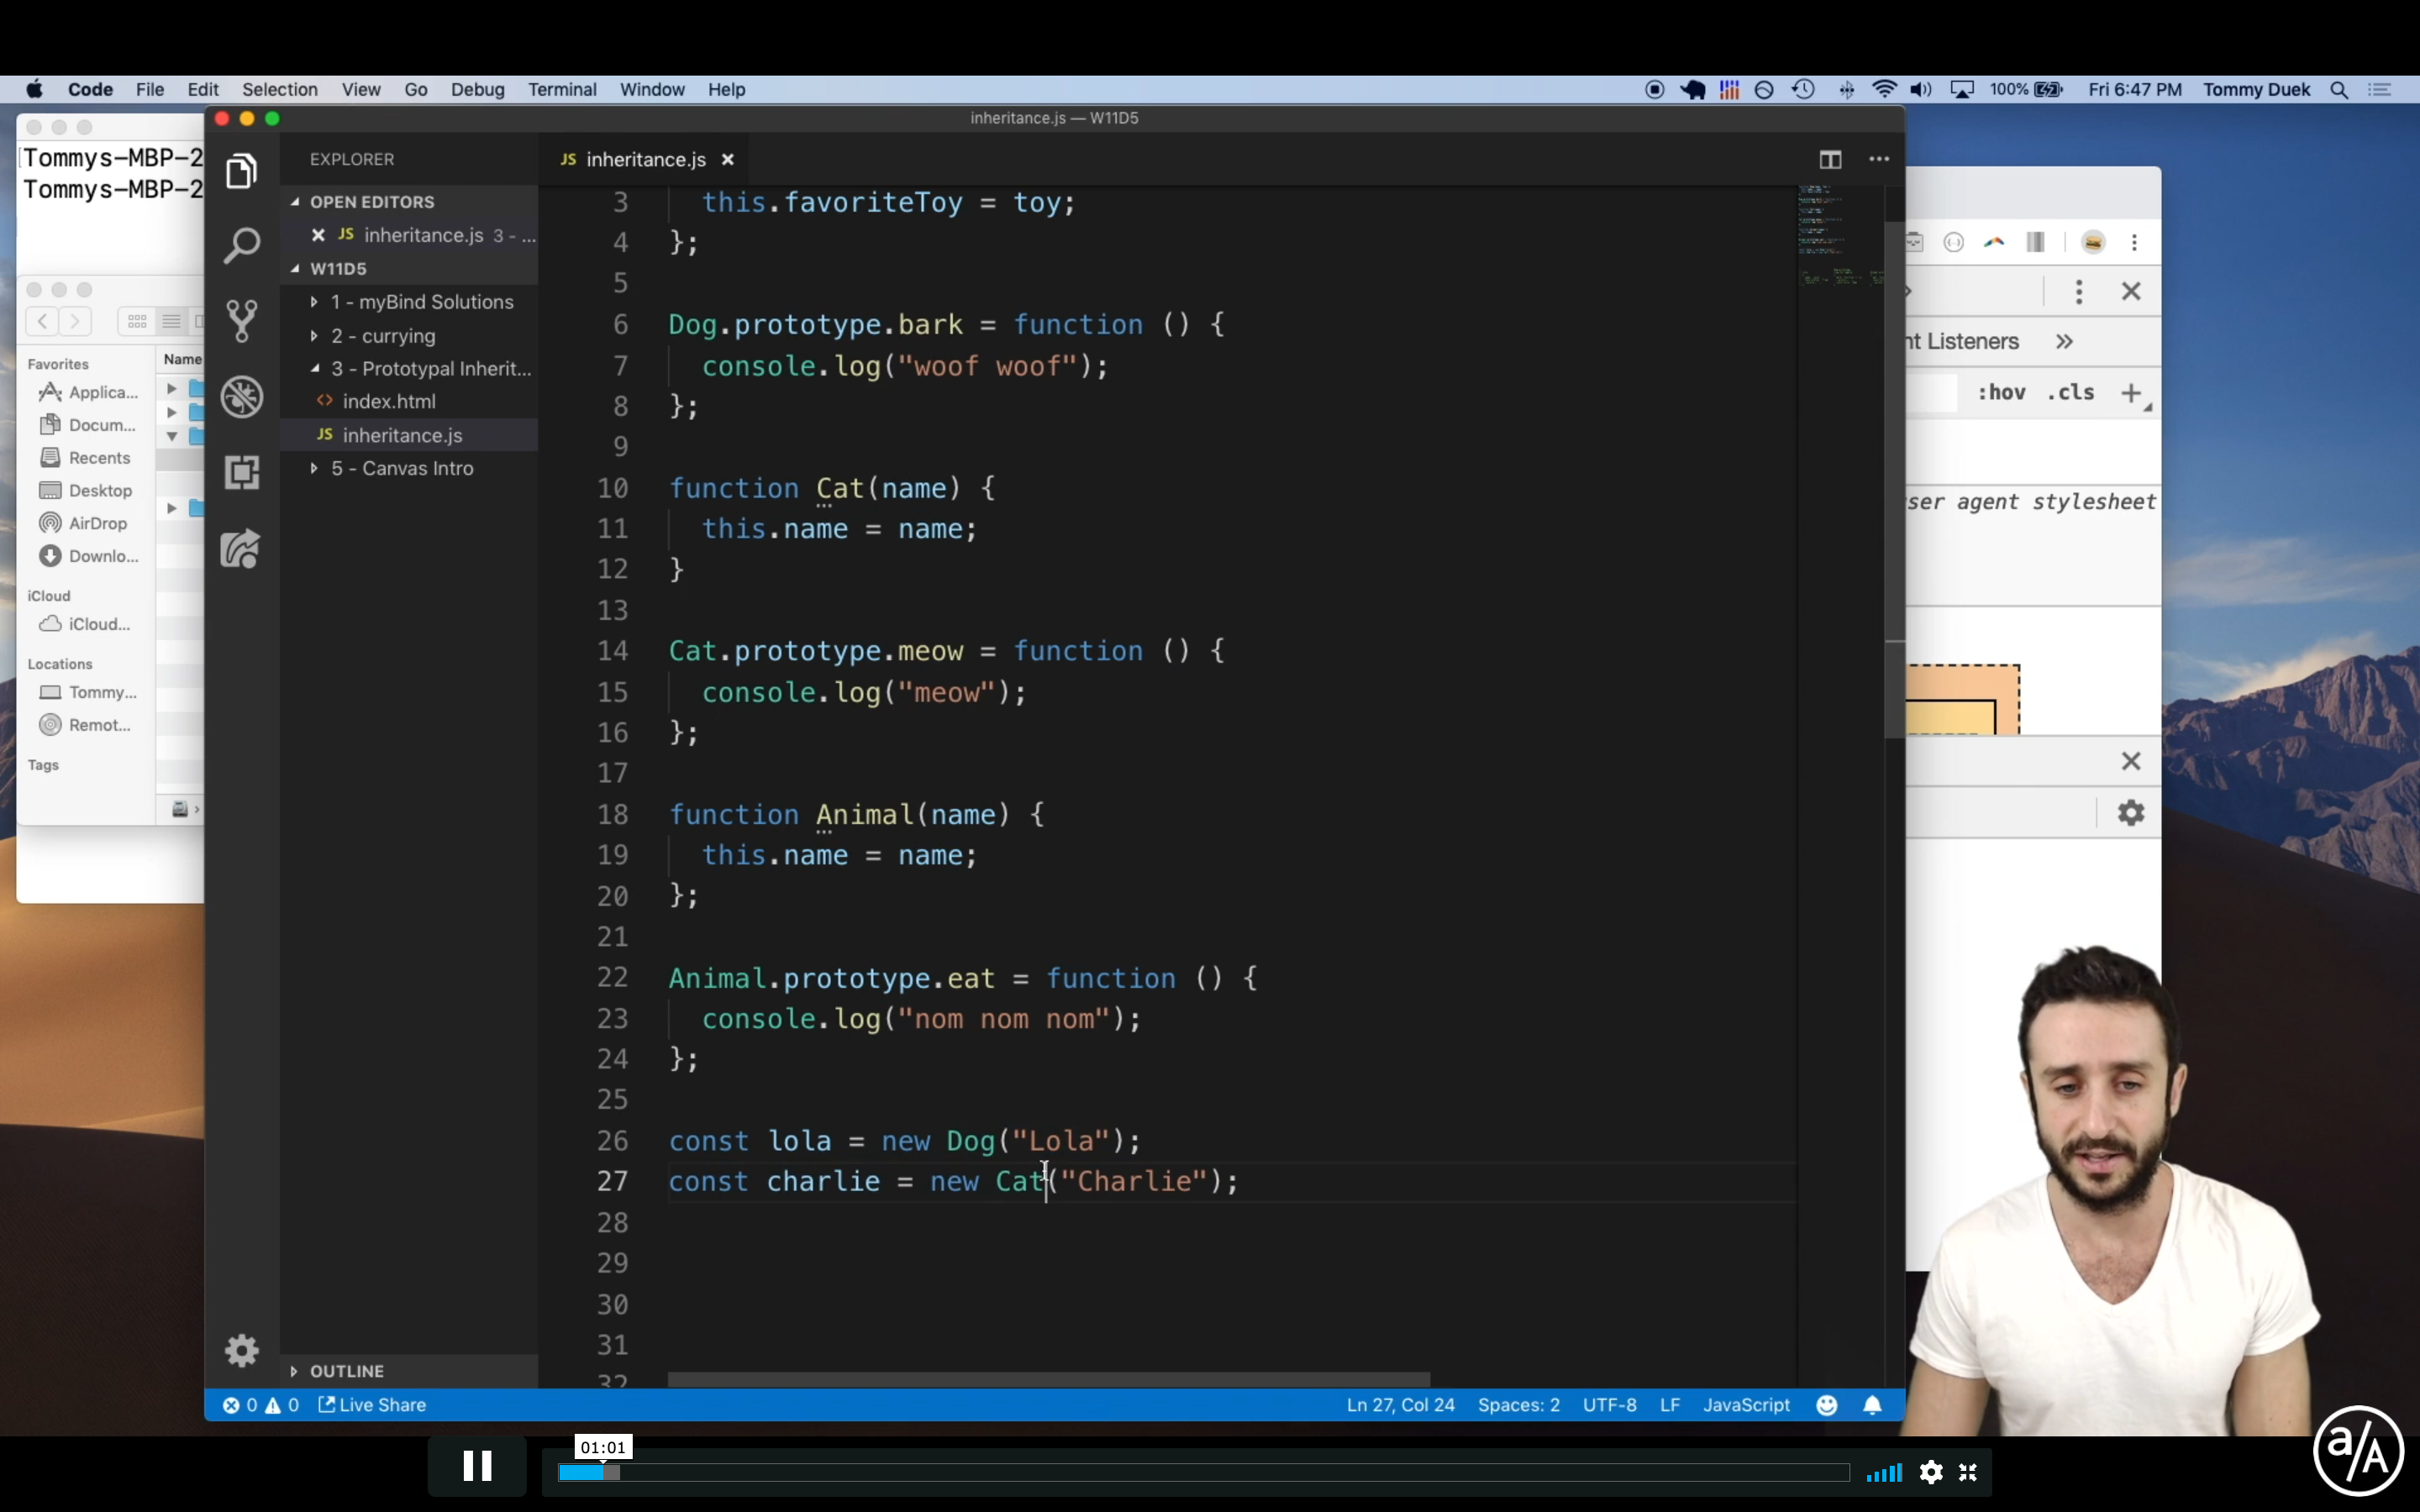 Code File Edit Selection View Go Debug Terminal Window Help
100% Fri 6:47 PM Tommy Duek
Tommys-MBP-2
Tommys-MBP-2
Favorites
Applica...
Docum...
Recents
Desktop
AirDrop
Downlo...
iCloud
iCloud...
Locations
Tommy...
Remot...
Tags
Name
inheritance.js — W11D5
EXPLORER
OPEN EDITORS
JS inheritance.js 3 - ...
W11D5
1 - myBind Solutions
2 - currying
3 - Prototypal Inherit...
<> index.html
JS inheritance.js
5 - Canvas Intro
OUTLINE
JS inheritance.js
3 this.favoriteToy = toy;
4 };
5
6 Dog.prototype.bark = function () {
7 console.log("woof woof");
8 };
9
10 function Cat(name) {
11 this.name = name;
12 }
13
14 Cat.prototype.meow = function () {
15 console.log("meow");
16 };
17
18 function Animal(name) {
19 this.name = name;
20 };
21
22 Animal.prototype.eat = function () {
23 console.log("nom nom nom");
24 };
25
26 const lola = new Dog("Lola");
27 const charlie = new Cat("Charlie");
28
29
30
31
32
nt Listeners
:hov .cls
ser agent stylesheet
0 0 Live Share
Ln 27, Col 24 Spaces: 2 UTF-8 LF JavaScript
01:01
a/A